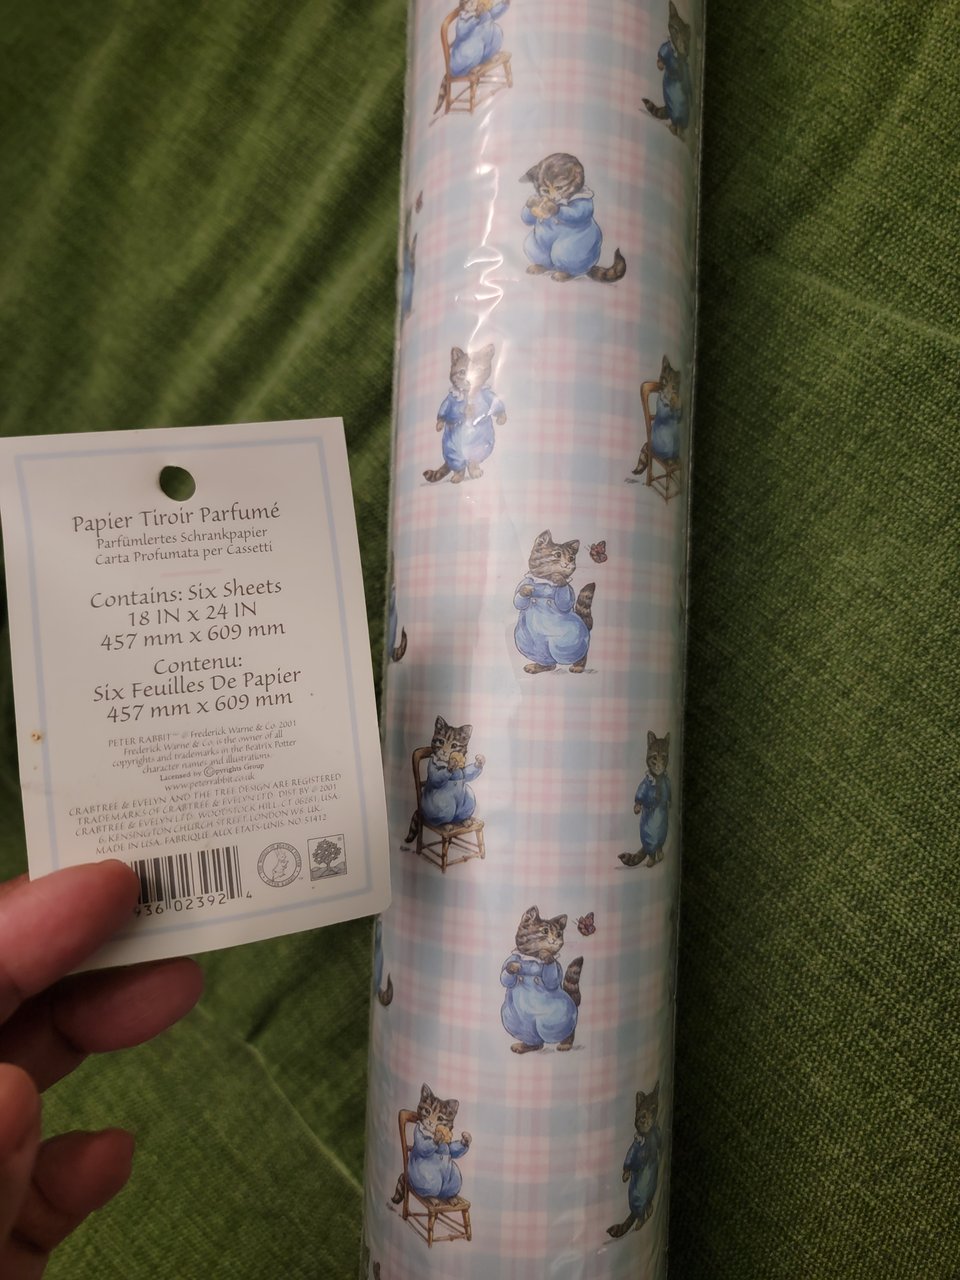 Papier Tiroir Parfumé
Parfümlertes Schrankpapier
Carta Profumata per Cassetti
Contains: Six Sheets
18 IN x 24 IN
457 mm x 609 mm
Contenu:
Six Feuilles De Papier
457 mm x 609 mm
PETER RABBIT™ © Frederick Warne & Co. 2001
Frederick Warne & Co. is the owner of all
copyrights and trademarks in the Beatrix Potter
character names and illustrations.
Licensed by Copyrights Group
www.peterrabbit.co.uk
CRABTREE & EVELYN AND THE TREE DESIGN ARE REGISTERED
TRADEMARKS OF CRABTREE & EVELYN LTD. DIST BY © 2001
CRABTREE & EVELYN LTD. WOODSTOCK HILL, CT 06281 USA
6, KENSINGTON CHURCH STREET, LONDON W8 UK
MADE IN USA. FABRIQUE AUX ETATS-UNIS. NO 51412
936 02392 4